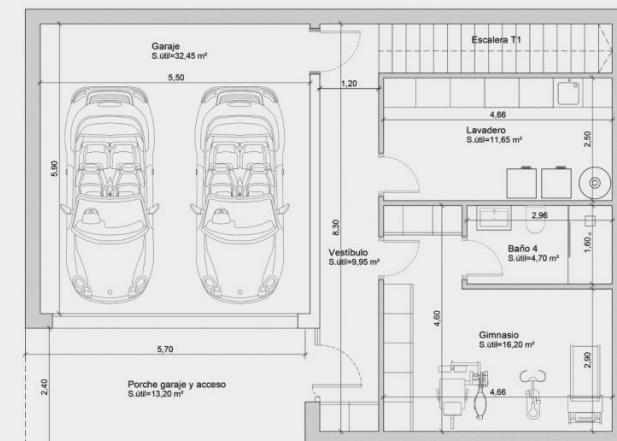 Garaje
S.útil=32,45 m²
5,50
5,90
Escalera T1
1,20
4,66
Lavadero
S.útil=11,65 m²
2,50
8,30
Vestíbulo
S.útil=9,95 m²
2,96
Baño 4
S.útil=4,70 m²
1,60
4,60
Gimnasio
S.útil=16,20 m²
2,90
4,66
5,70
2,40
Porche garaje y acceso
S.útil=13,20 m²